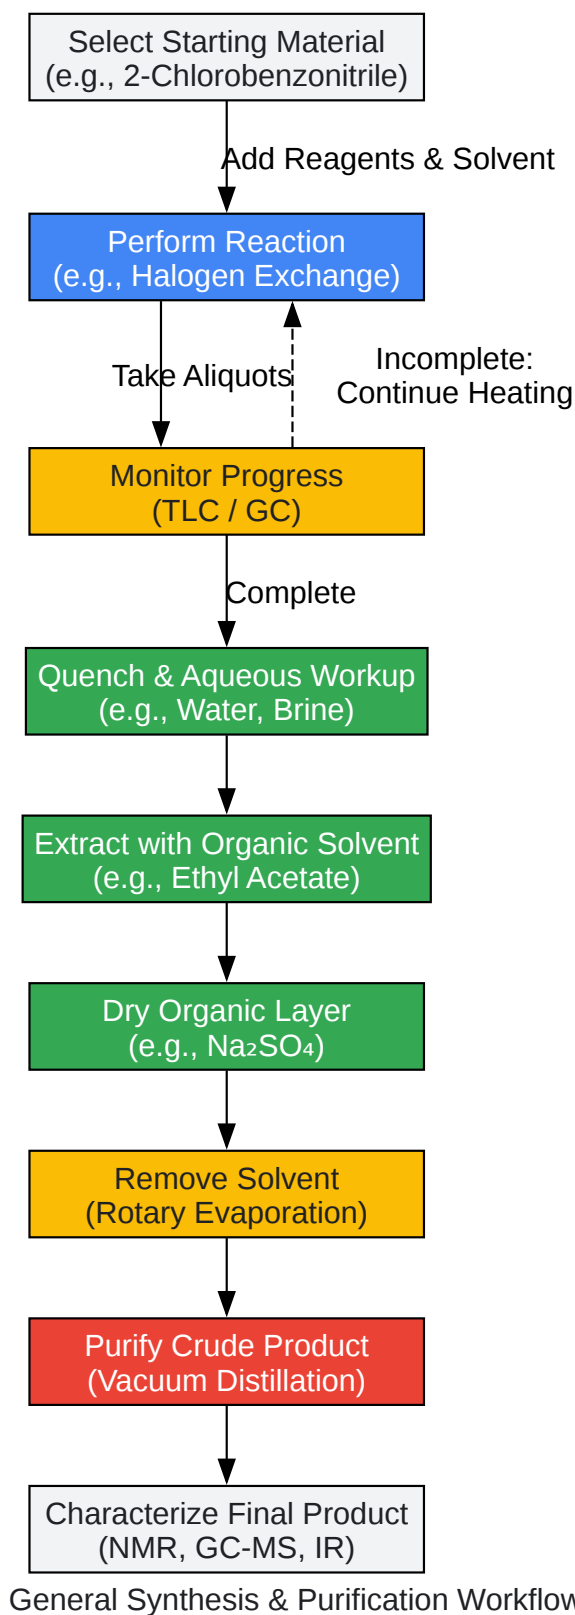 Select Starting Material
(e.g., 2-Chlorobenzonitrile)
Add Reagents & Solvent
Perform Reaction
(e.g., Halogen Exchange)
Take Aliquots
Incomplete:
Continue Heating
Monitor Progress
(TLC / GC)
Complete
Quench & Aqueous Workup
(e.g., Water, Brine)
Extract with Organic Solvent
(e.g., Ethyl Acetate)
Dry Organic Layer
(e.g., Na₂SO₄)
Remove Solvent
(Rotary Evaporation)
Purify Crude Product
(Vacuum Distillation)
Characterize Final Product
(NMR, GC-MS, IR)
General Synthesis & Purification Workflow